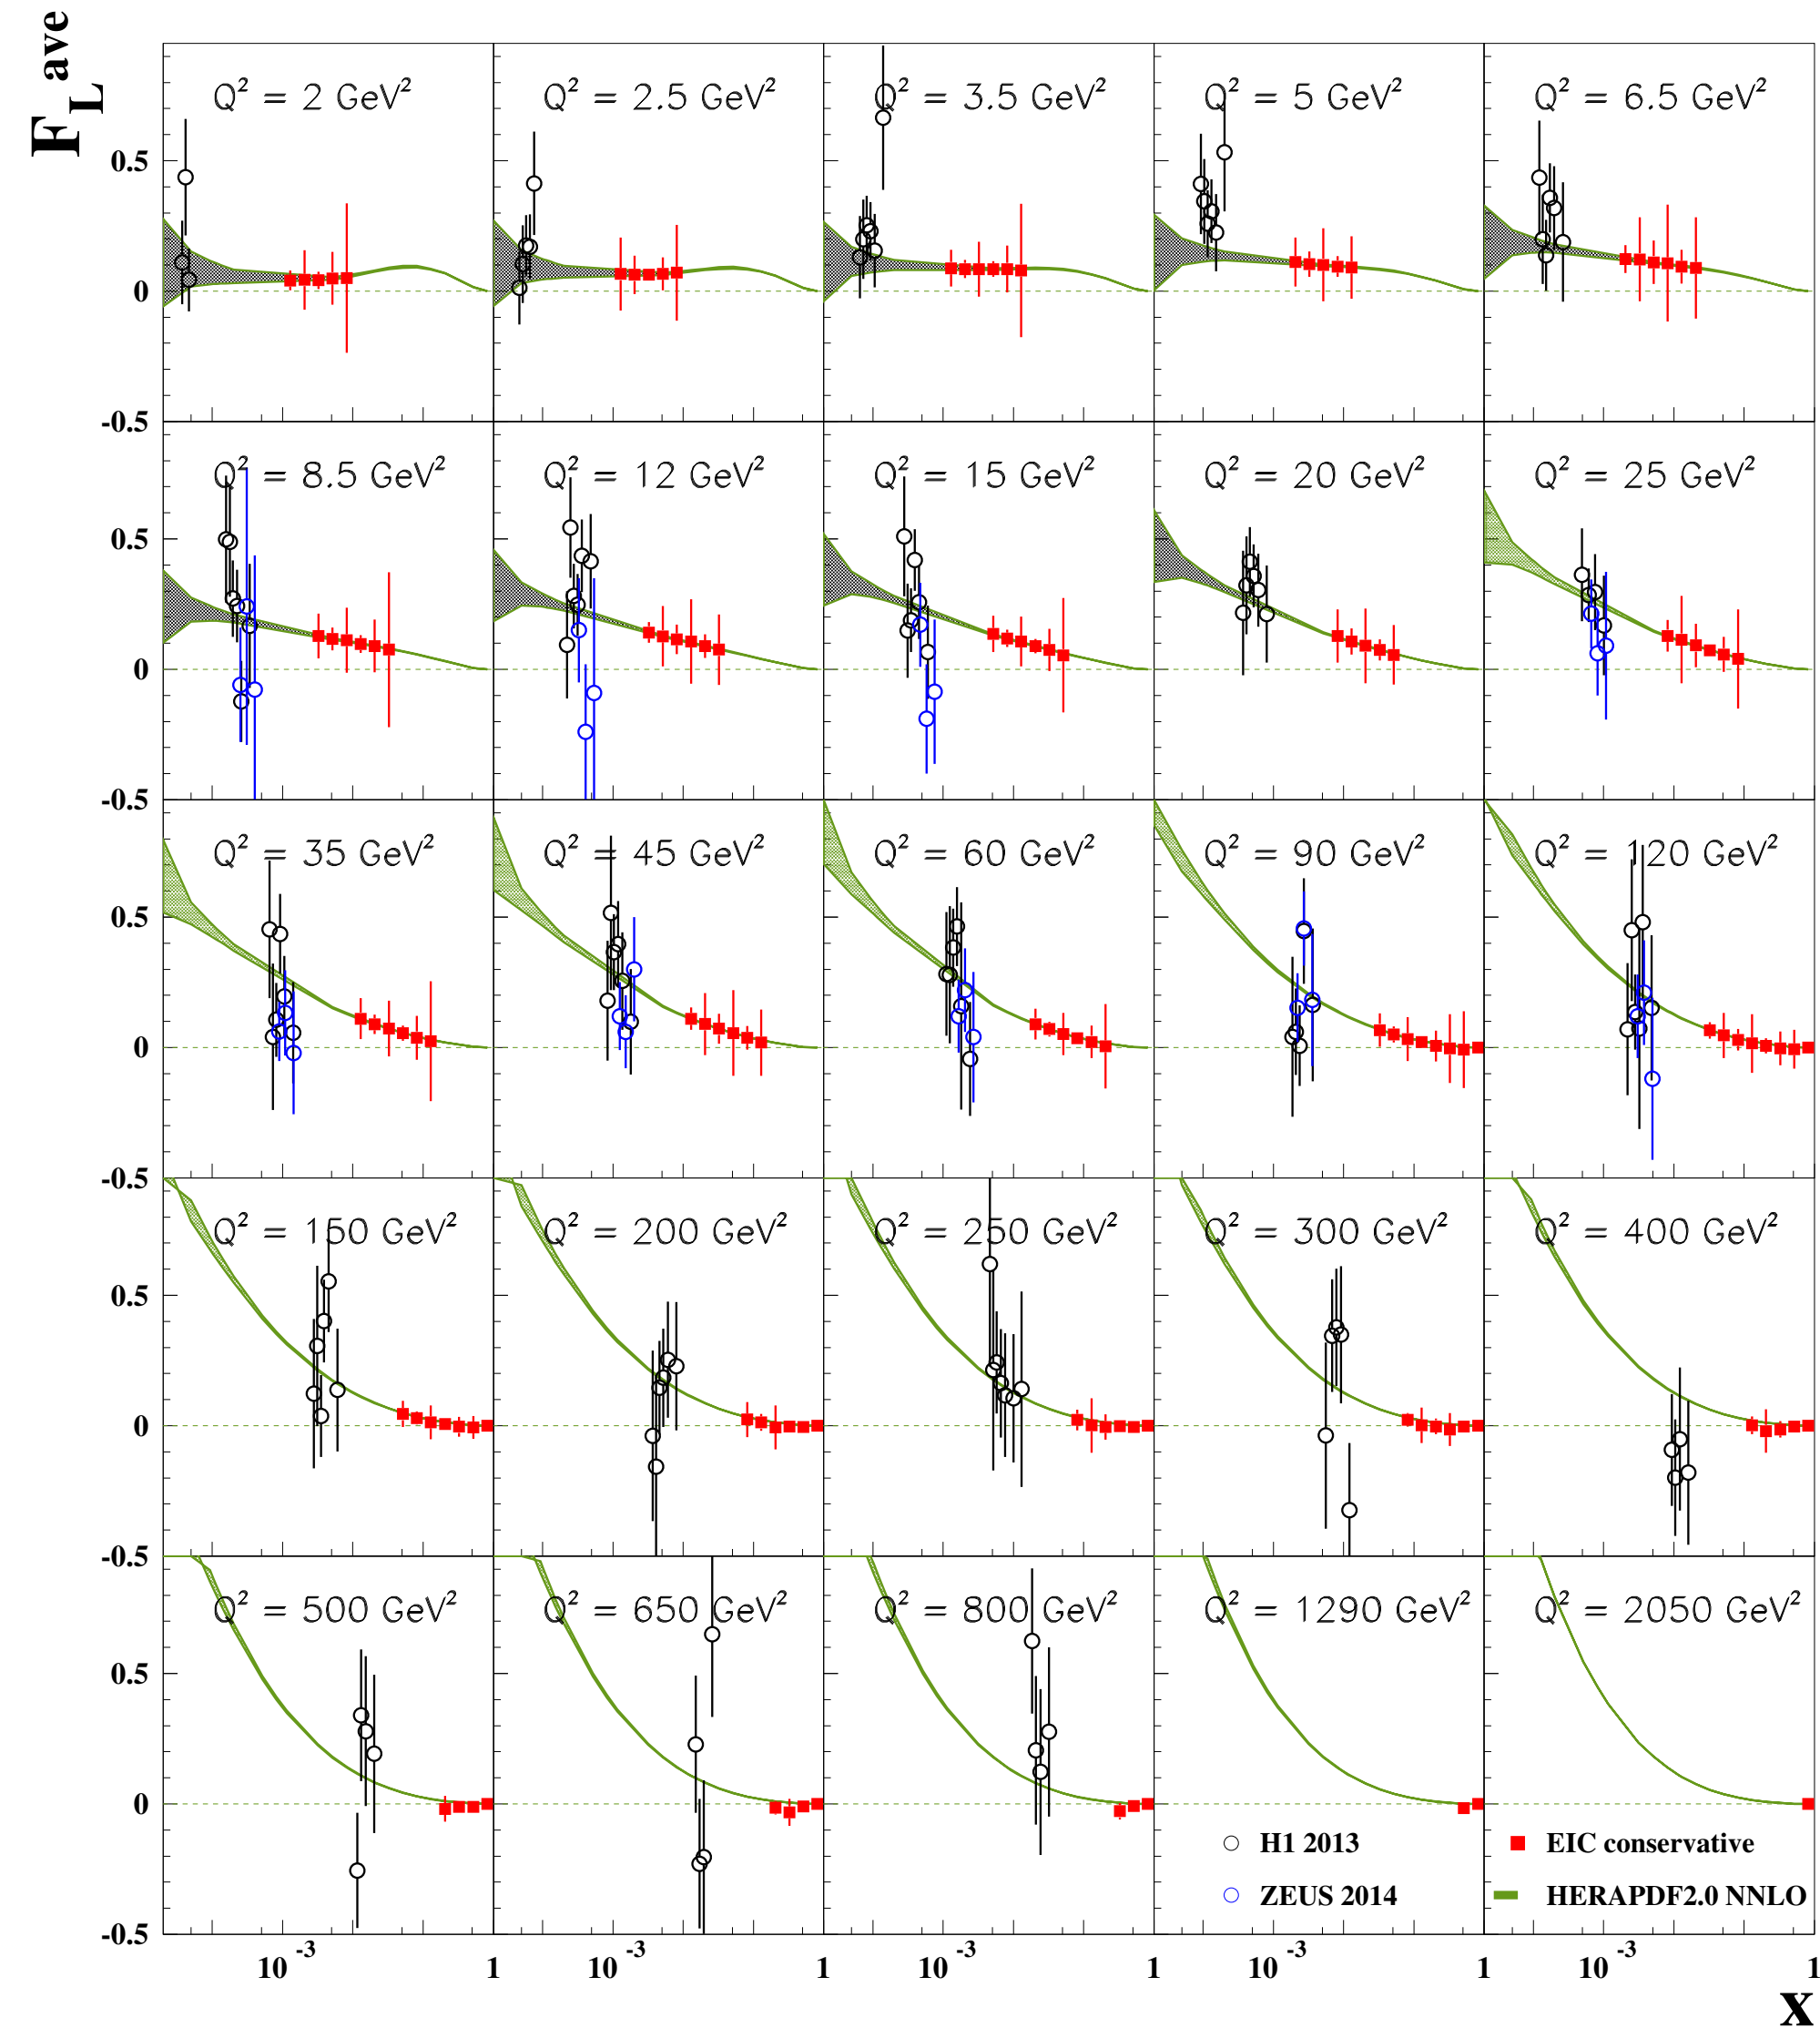 F_L^ave
Q² = 2 GeV² Q² = 2.5 GeV² Q² = 3.5 GeV² Q² = 5 GeV² Q² = 6.5 GeV²
0.5
0
-0.5
Q² = 8.5 GeV² Q² = 12 GeV² Q² = 15 GeV² Q² = 20 GeV² Q² = 25 GeV²
0.5
0
-0.5
Q² = 35 GeV² Q² = 45 GeV² Q² = 60 GeV² Q² = 90 GeV² Q² = 120 GeV²
0.5
0
-0.5
Q² = 150 GeV² Q² = 200 GeV² Q² = 250 GeV² Q² = 300 GeV² Q² = 400 GeV²
0.5
0
-0.5
Q² = 500 GeV² Q² = 650 GeV² Q² = 800 GeV² Q² = 1290 GeV² Q² = 2050 GeV²
0.5
0
H1 2013 EIC conservative
ZEUS 2014 HERAPDF2.0 NNLO
-0.5
10⁻³ 1 10⁻³ 1 10⁻³ 1 10⁻³ 1 10⁻³ 1
x